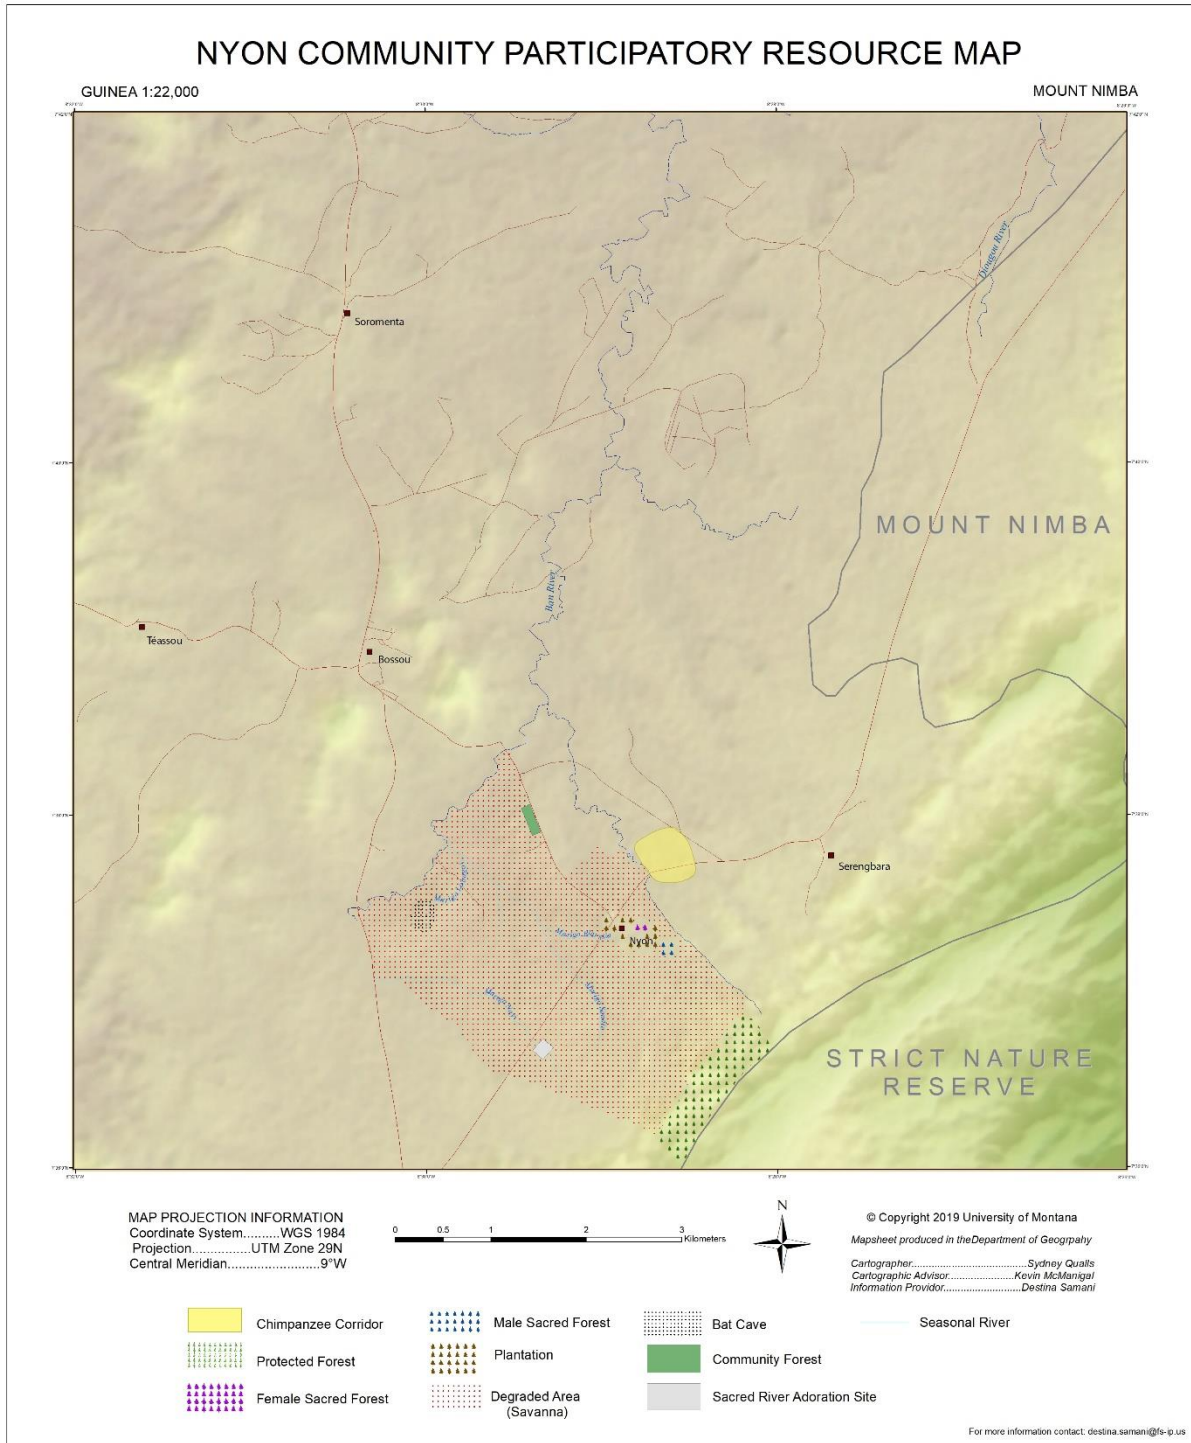 NYON COMMUNITY PARTICIPATORY RESOURCE MAP
GUINEA 1:22,000
MOUNT NIMBA
Diougou River
Soromenta
MOUNT NIMBA
Ban River
Téassou
Bossou
Serengbara
Nyon
STRICT NATURE
RESERVE
MAP PROJECTION INFORMATION
Coordinate System..........WGS 1984
Projection................UTM Zone 29N
Central Meridian........................9°W
0 0.5 1 2 3
Kilometers
N
© Copyright 2019 University of Montana
Mapsheet produced in theDepartment of Geogrpahy
Cartographer......................................Sydney Qualls
Cartographic Advisor......................Kevin McManigal
Information Providor..........................Destina Samani
Chimpanzee Corridor
Male Sacred Forest
Bat Cave
Seasonal River
Protected Forest
Plantation
Community Forest
Female Sacred Forest
Degraded Area
(Savanna)
Sacred River Adoration Site
For more information contact: destina.samani@fs-ip.us